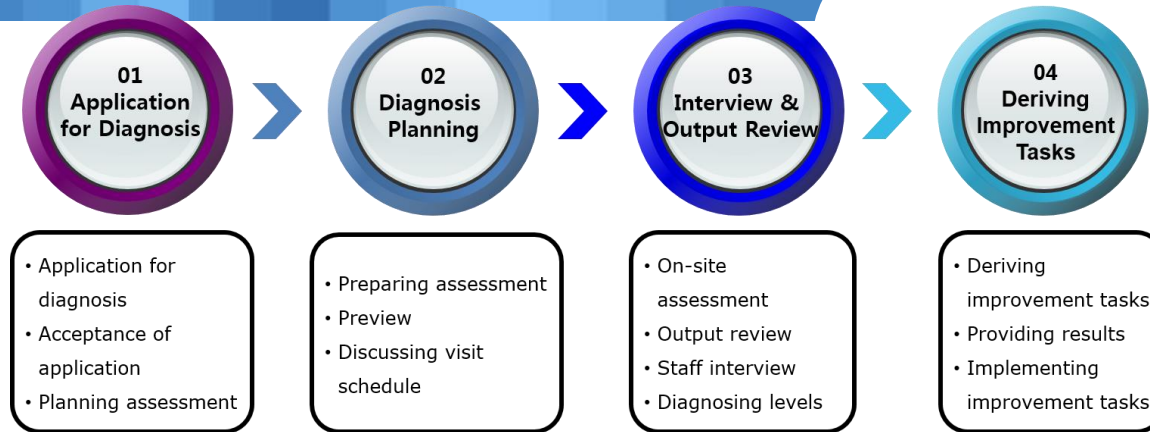 01
Application
for Diagnosis
02
Diagnosis
Planning
03
Interview &
Output Review
04
Deriving
Improvement
Tasks
• Application for
diagnosis
• Acceptance of
application
• Planning assessment
• Preparing assessment
• Preview
• Discussing visit
schedule
• On-site
assessment
• Output review
• Staff interview
• Diagnosing levels
• Deriving
improvement tasks
• Providing results
• Implementing
improvement tasks